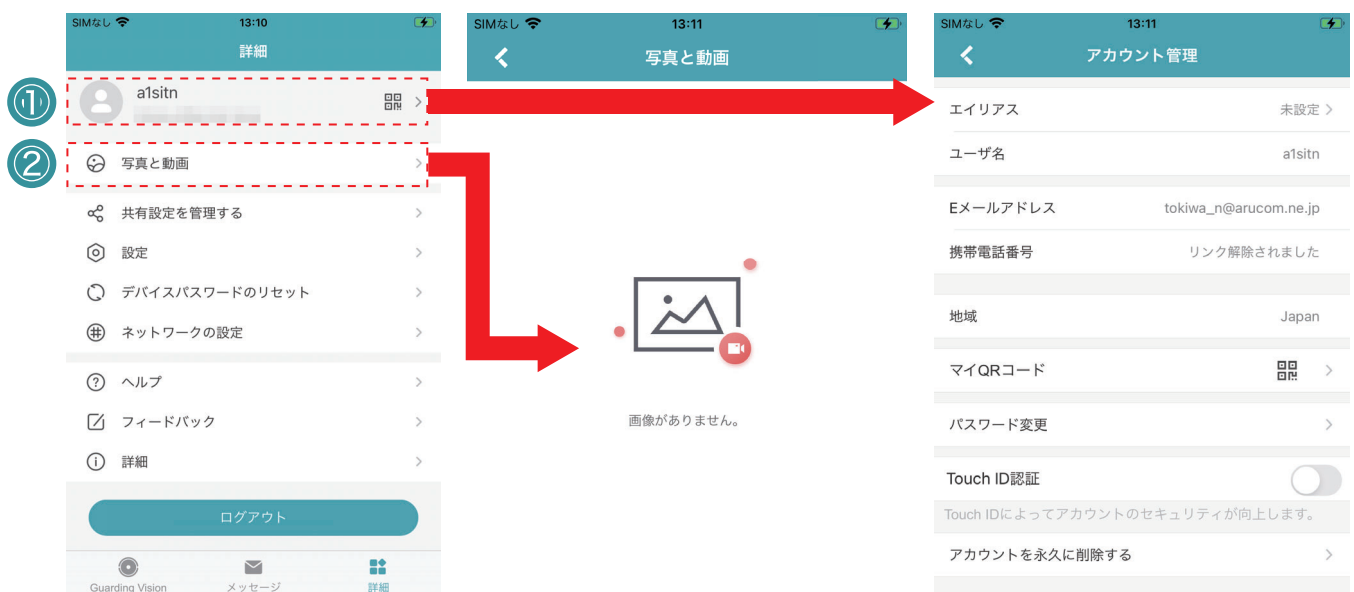 SIMなし 13:10
詳細
① a1sitn
② 写真と動画
共有設定を管理する
設定
デバイスパスワードのリセット
ネットワークの設定
ヘルプ
フィードバック
詳細
ログアウト
Guarding Vision メッセージ 詳細
SIMなし 13:11
写真と動画
画像がありません。
SIMなし 13:11
アカウント管理
エイリアス 未設定
ユーザ名 a1sitn
Eメールアドレス tokiwa_n@arucom.ne.jp
携帯電話番号 リンク解除されました
地域 Japan
マイQRコード
パスワード変更
Touch ID認証
Touch IDによってアカウントのセキュリティが向上します。
アカウントを永久に削除する